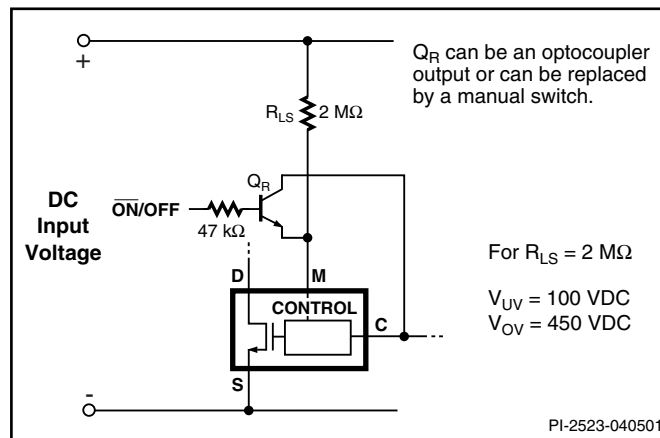 +
Q_R can be an optocoupler
output or can be replaced
by a manual switch.
R_LS 2 MΩ
Q_R
DC
Input
Voltage
O̅N̅/OFF
47 kΩ
For R_LS = 2 MΩ
D M
CONTROL
C
V_UV = 100 VDC
V_OV = 450 VDC
S
-
PI-2523-040501